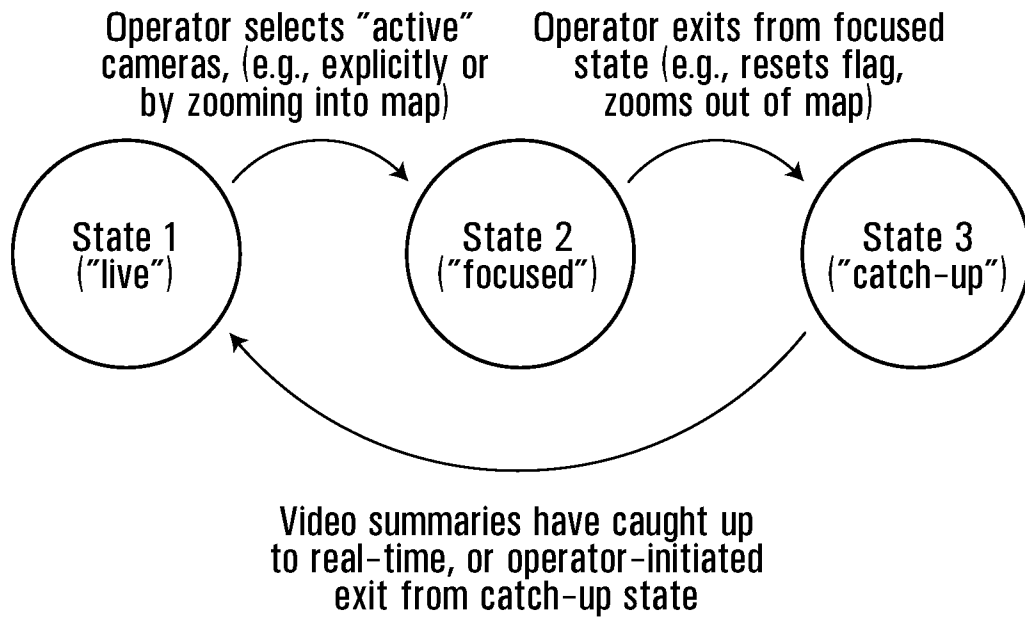 Operator selects "active"
cameras, (e.g., explicitly or
by zooming into map)
Operator exits from focused
state (e.g., resets flag,
zooms out of map)
State 1
("live")
State 2
("focused")
State 3
("catch-up")
Video summaries have caught up
to real-time, or operator-initiated
exit from catch-up state